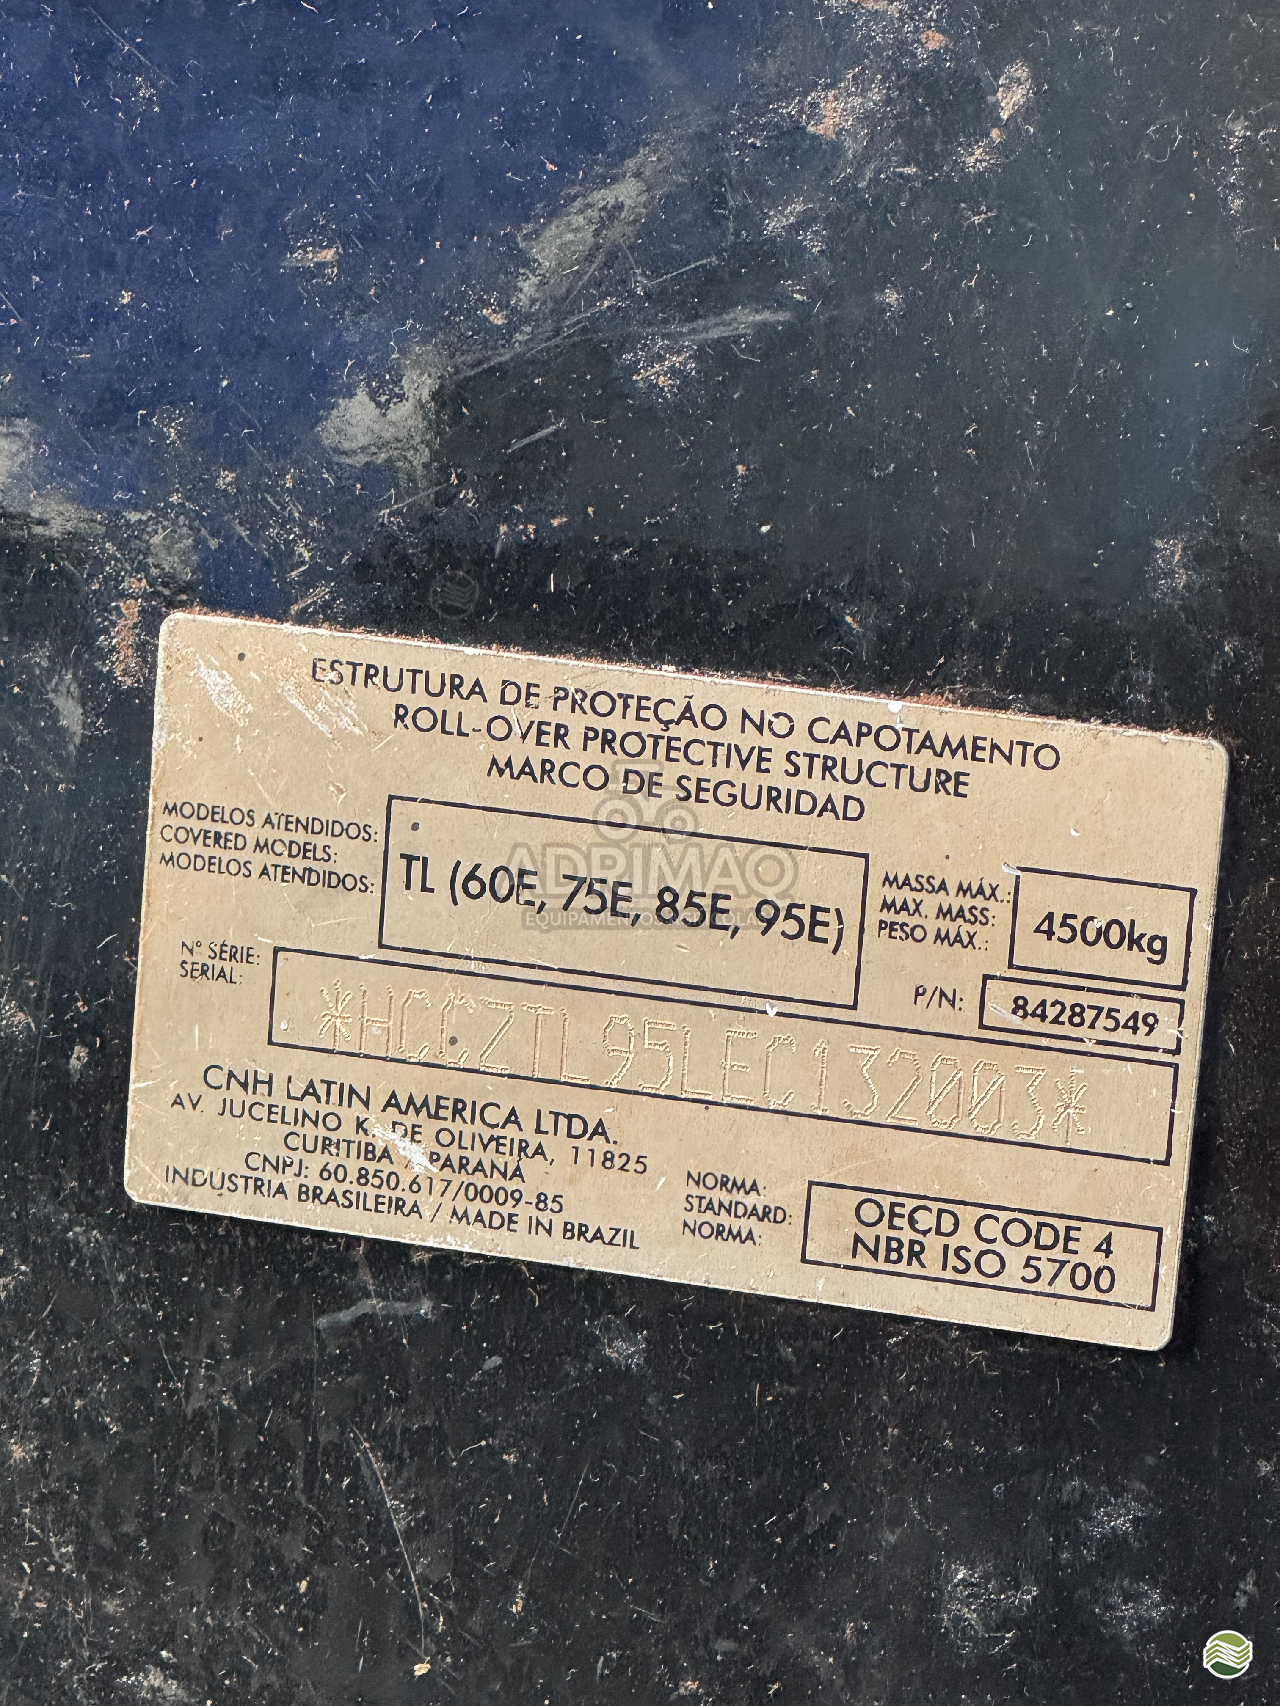 ESTRUTURA DE PROTEÇÃO NO CAPOTAMENTO
ROLL-OVER PROTECTIVE STRUCTURE
MARCO DE SEGURIDAD
MODELOS ATENDIDOS:
COVERED MODELS:
MODELOS ATENDIDOS:
TL (60E, 75E, 85E, 95E)
MASSA MÁX.:
MAX. MASS:
PESO MÁX.:
4500kg
P/N:
84287549
Nº SÉRIE:
SERIAL:
*HCCZTL95LEC132003*
CNH LATIN AMERICA LTDA.
AV. JUCELINO K. DE OLIVEIRA, 11825
CURITIBA PARANÁ
CNPJ: 60.850.617/0009-85
INDUSTRIA BRASILEIRA / MADE IN BRAZIL
NORMA:
STANDARD:
NORMA:
OECD CODE 4
NBR ISO 5700
ADRIMAQ
EQUIPAMENTOS AGRÍCOLAS